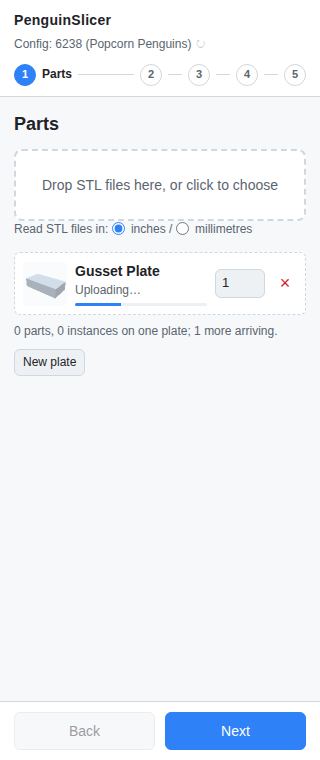 PenguinSlicer
Config: 6238 (Popcorn Penguins)
1 Parts 2 3 4 5
Parts
Drop STL files here, or click to choose
Read STL files in: inches / millimetres
Gusset Plate
Uploading…
1
×
0 parts, 0 instances on one plate; 1 more arriving.
New plate
Back Next